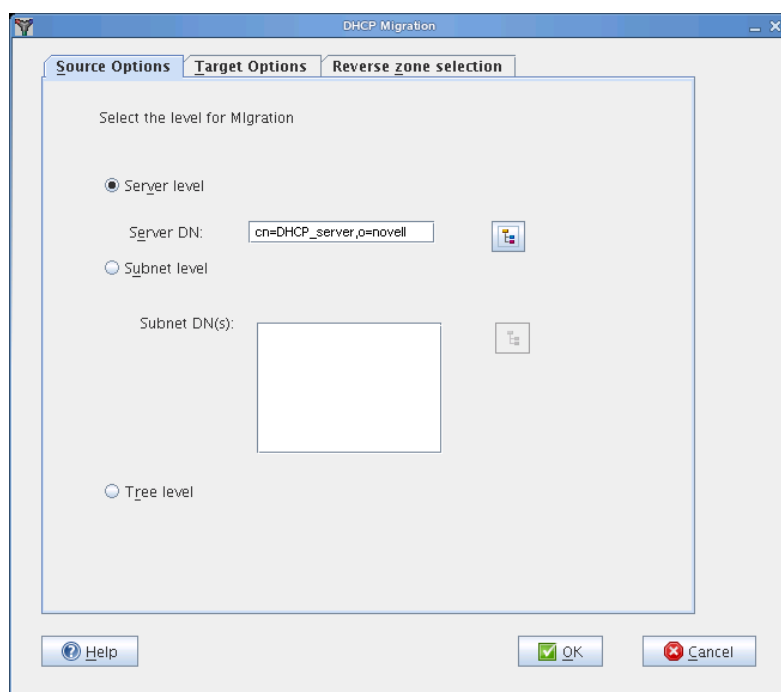 DHCP Migration
Source Options Target Options Reverse zone selection
Select the level for MIgration
Server level
Server DN: cn=DHCP_server,o=novell
Subnet level
Subnet DN(s):
Tree level
Help OK Cancel